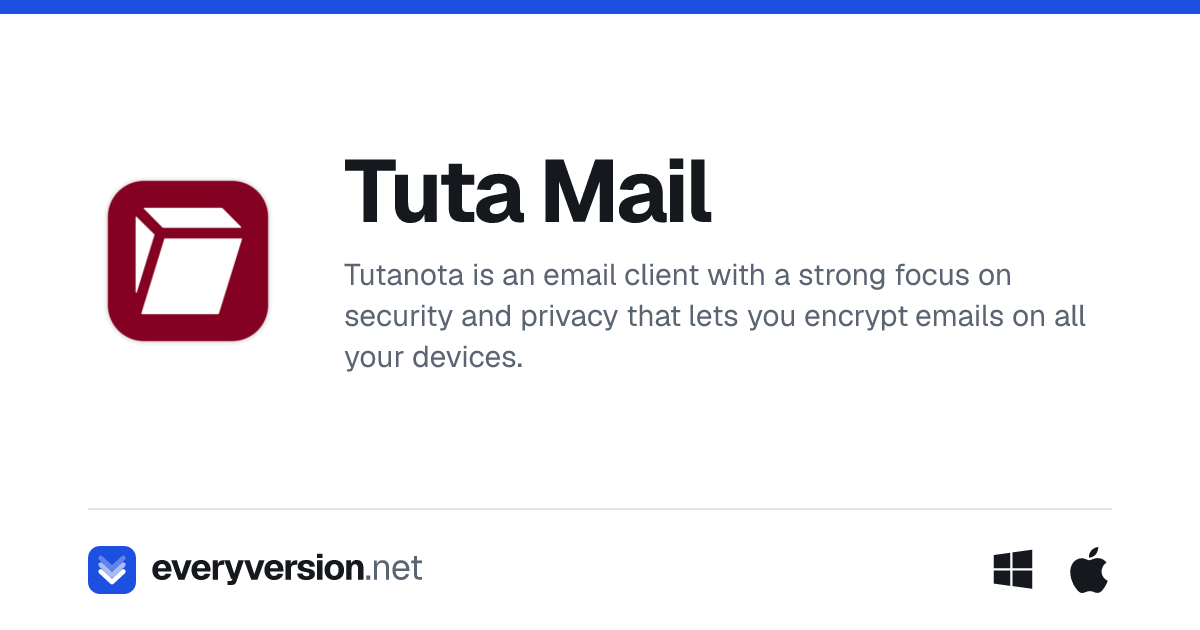 Tuta Mail
Tutanota is an email client with a strong focus on
security and privacy that lets you encrypt emails on all
your devices.
everyversion.net